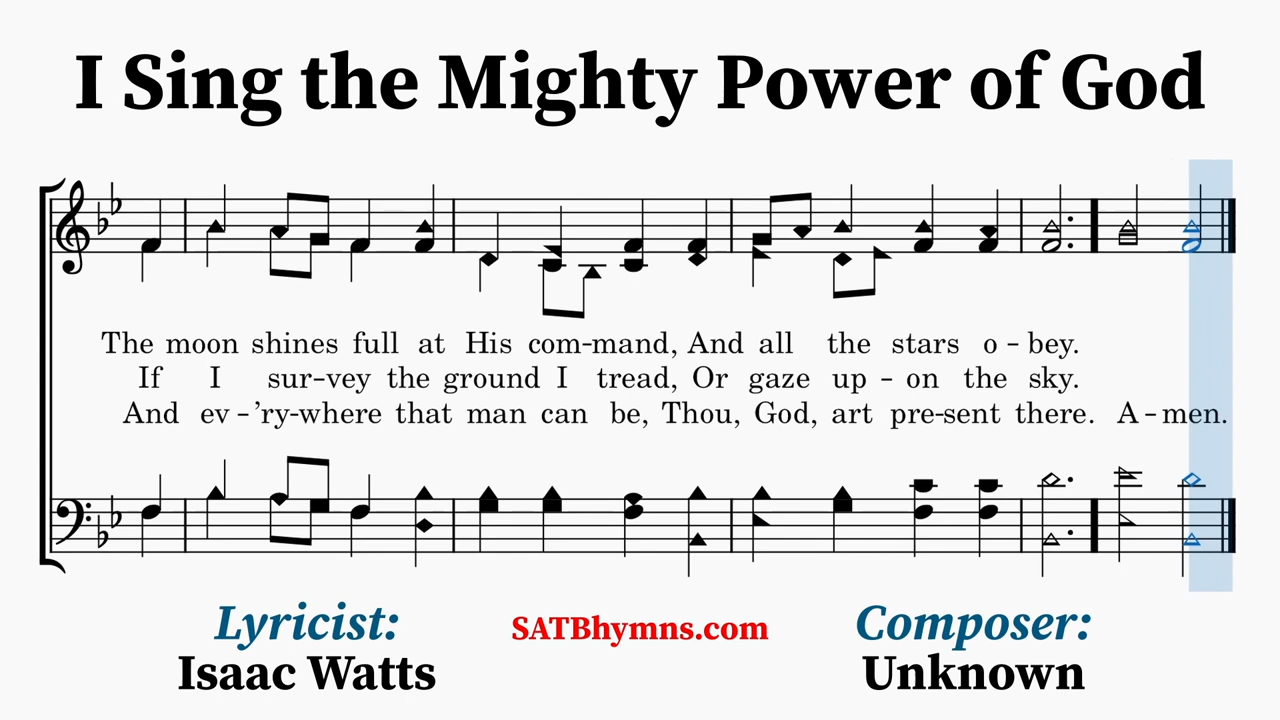 I Sing the Mighty Power of God
The moon shines full at His com-mand, And all the stars o - bey.
If I sur-vey the ground I tread, Or gaze up - on the sky.
And ev-'ry-where that man can be, Thou, God, art pre-sent there. A-men.
Lyricist:
Isaac Watts
SATBhymns.com
Composer:
Unknown